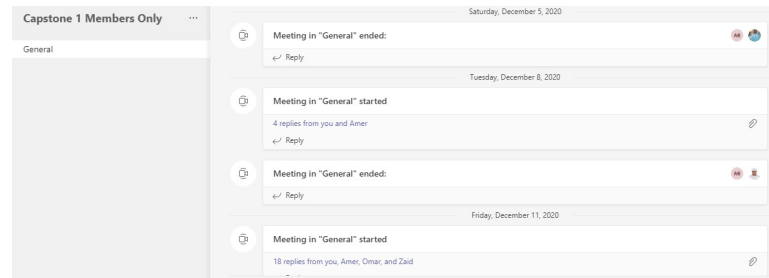 Capstone 1 Members Only ...
General
Saturday, December 5, 2020
Meeting in "General" ended:
AR
Reply
Tuesday, December 8, 2020
Meeting in "General" started
4 replies from you and Amer
Reply
Meeting in "General" ended:
AR
Reply
Friday, December 11, 2020
Meeting in "General" started
18 replies from you, Amer, Omar, and Zaid